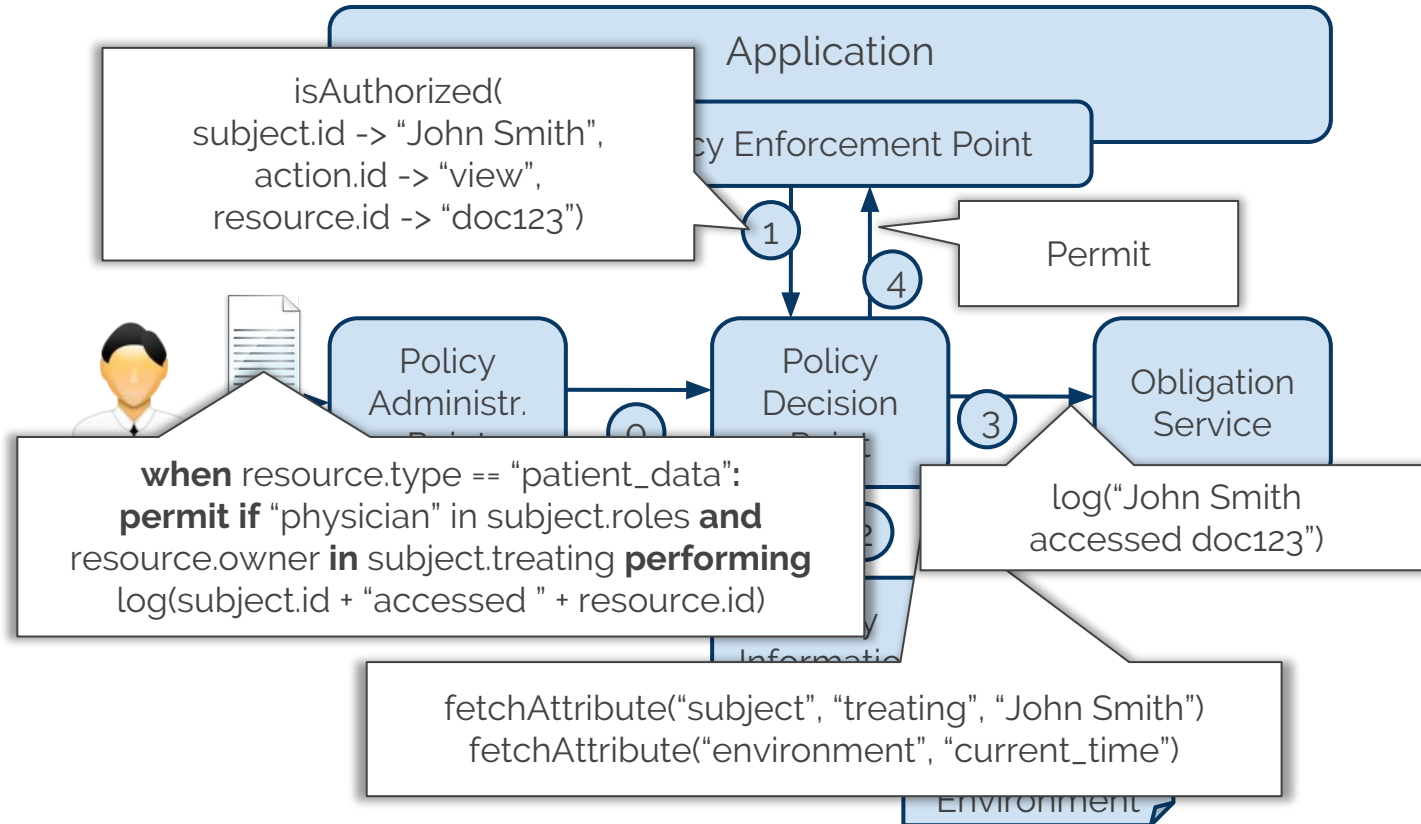 Application
isAuthorized(
subject.id -> “John Smith”,
action.id -> “view”,
resource.id -> “doc123”)
Enforcement Point
1
4
Permit
Policy
Administr.
Policy
Decision
Obligation
Service
3
when resource.type == “patient_data”:
permit if “physician” in subject.roles and
resource.owner in subject.treating performing
log(subject.id + “accessed ” + resource.id)
log(“John Smith
accessed doc123”)
fetchAttribute(“subject”, “treating”, “John Smith”)
fetchAttribute(“environment”, “current_time”)
Environment